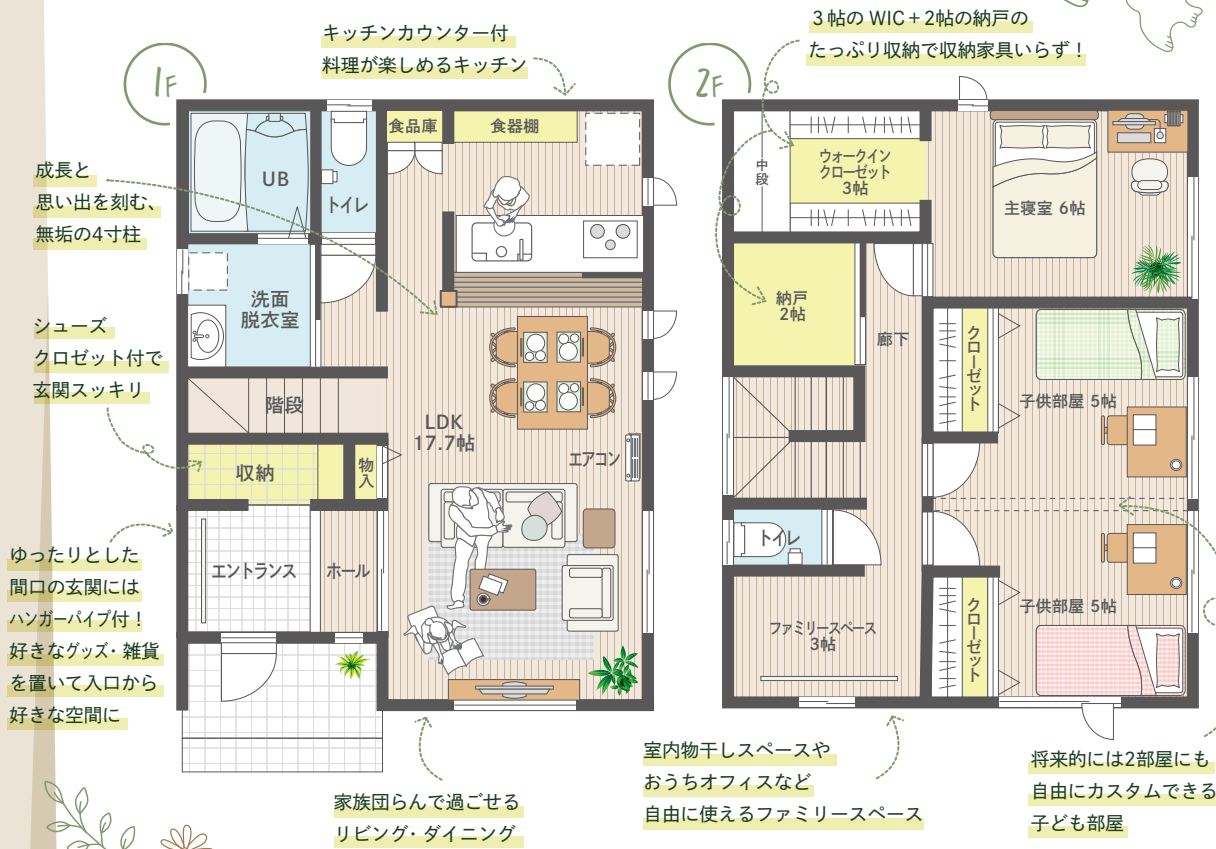 キッチンカウンター付
料理が楽しめるキッチン
3帖のWIC+2帖の納戸の
たっぷり収納で収納家具いらず!
1F
成長と
思い出を刻む、
無垢の4寸柱
シューズ
クロゼット付で
玄関スッキリ
ゆったりとした
間口の玄関には
ハンガーパイプ付!
好きなグッズ・雑貨
を置いて入口から
好きな空間に
UB
トイレ
食品庫
食器棚
洗面
脱衣室
階段
LDK
17.7帖
エアコン
収納
物入
エントランス
ホール
家族団らんで過ごせる
リビング・ダイニング
2F
中段
ウォークイン
クローゼット
3帖
主寝室 6帖
納戸
2帖
廊下
クローゼット
子供部屋 5帖
トイレ
ファミリースペース
3帖
クローゼット
子供部屋 5帖
室内物干しスペースや
おうちオフィスなど
自由に使えるファミリースペース
将来的には2部屋にも
自由にカスタムできる
子ども部屋